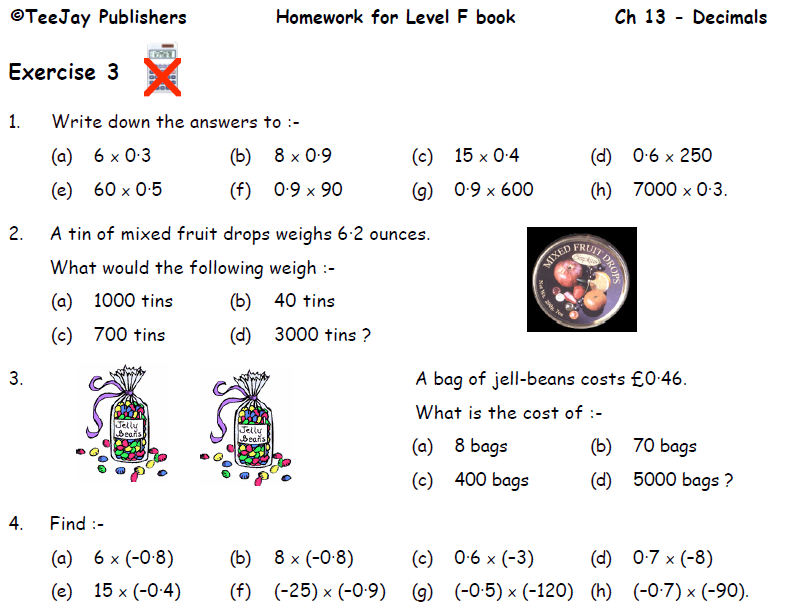 ©TeeJay Publishers Homework for Level F book Ch 13 - Decimals
Exercise 3
1. Write down the answers to :-
(a) 6 x 0·3 (b) 8 x 0·9 (c) 15 x 0·4 (d) 0·6 x 250
(e) 60 x 0·5 (f) 0·9 x 90 (g) 0·9 x 600 (h) 7000 x 0·3.
2. A tin of mixed fruit drops weighs 6·2 ounces.
What would the following weigh :-
(a) 1000 tins (b) 40 tins
(c) 700 tins (d) 3000 tins ?
MIXED FRUIT DROPS
3. A bag of jell-beans costs £0·46.
What is the cost of :-
(a) 8 bags (b) 70 bags
(c) 400 bags (d) 5000 bags ?
Jelly
Beans
Jelly
Beans
4. Find :-
(a) 6 x (–0·8) (b) 8 x (–0·8) (c) 0·6 x (–3) (d) 0·7 x (–8)
(e) 15 x (–0·4) (f) (–25) x (–0·9) (g) (–0·5) x (–120) (h) (–0·7) x (–90).